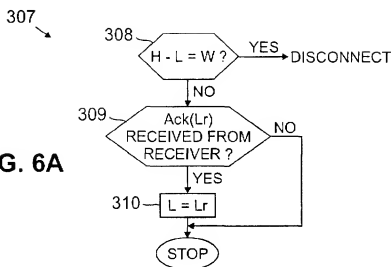 307
308
H - L = W ?
YES
DISCONNECT
NO
309
Ack(Lr)
RECEIVED FROM
RECEIVER ?
NO
G. 6A
YES
310
L = Lr
STOP